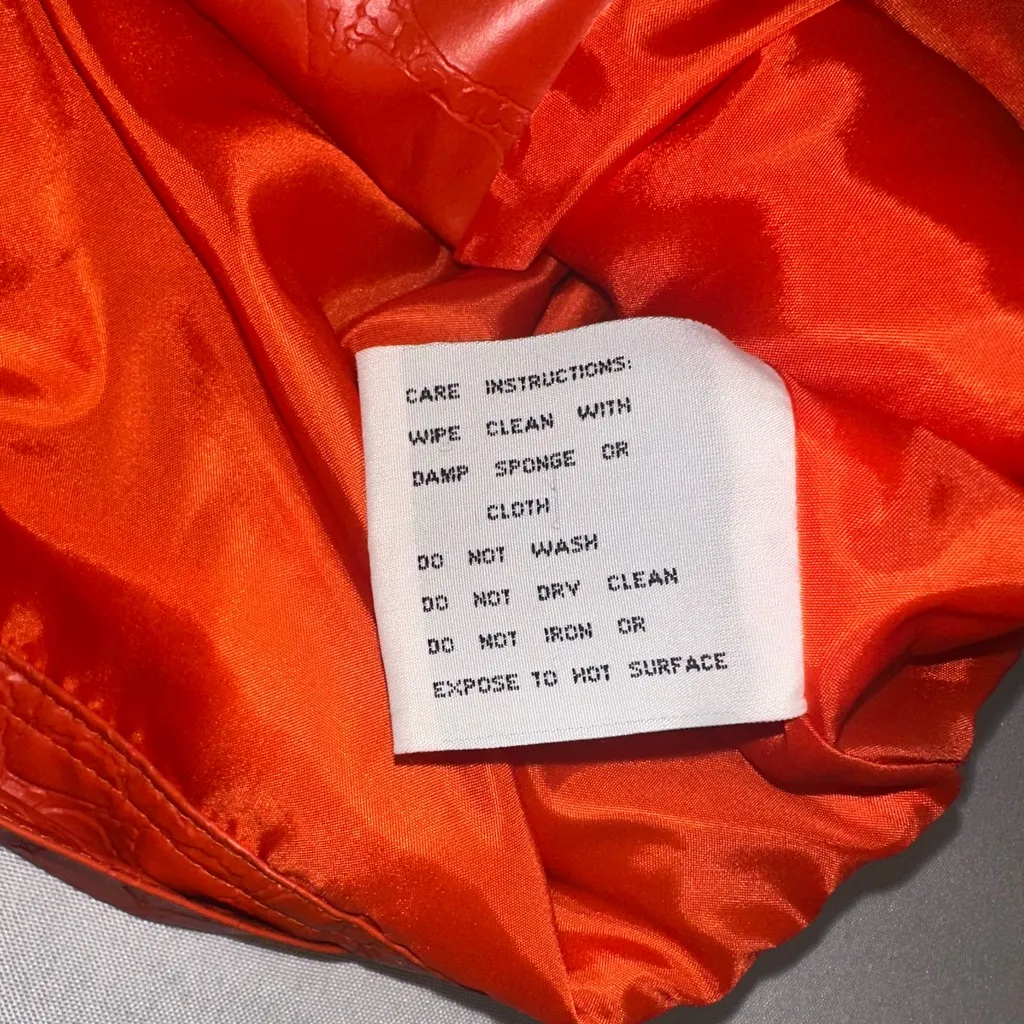 CARE INSTRUCTIONS:
WIPE CLEAN WITH
DAMP SPONGE OR
CLOTH
DO NOT WASH
DO NOT DRY CLEAN
DO NOT IRON OR
EXPOSE TO HOT SURFACE